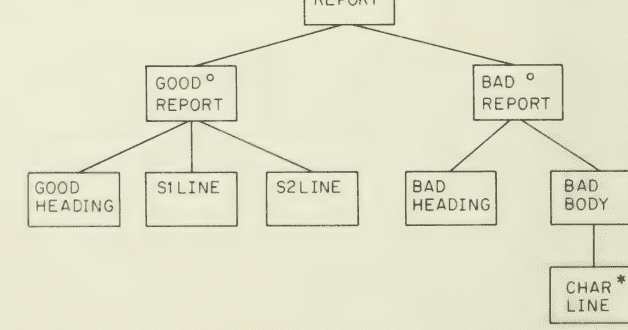 REPORT
GOOD°
REPORT
BAD °
REPORT
GOOD
HEADING
S1LINE
S2LINE
BAD
HEADING
BAD
BODY
CHAR*
LINE